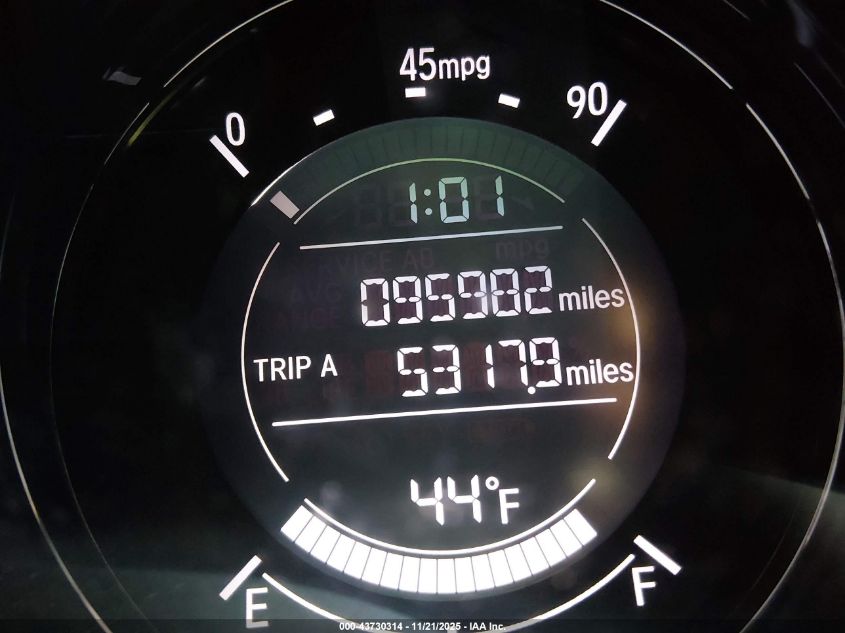 45mpg
0 90
1:01
095982 miles
TRIP A 5317.9 miles
44°F
E F
000-43730314 - 11/21/2025 - IAA Inc.